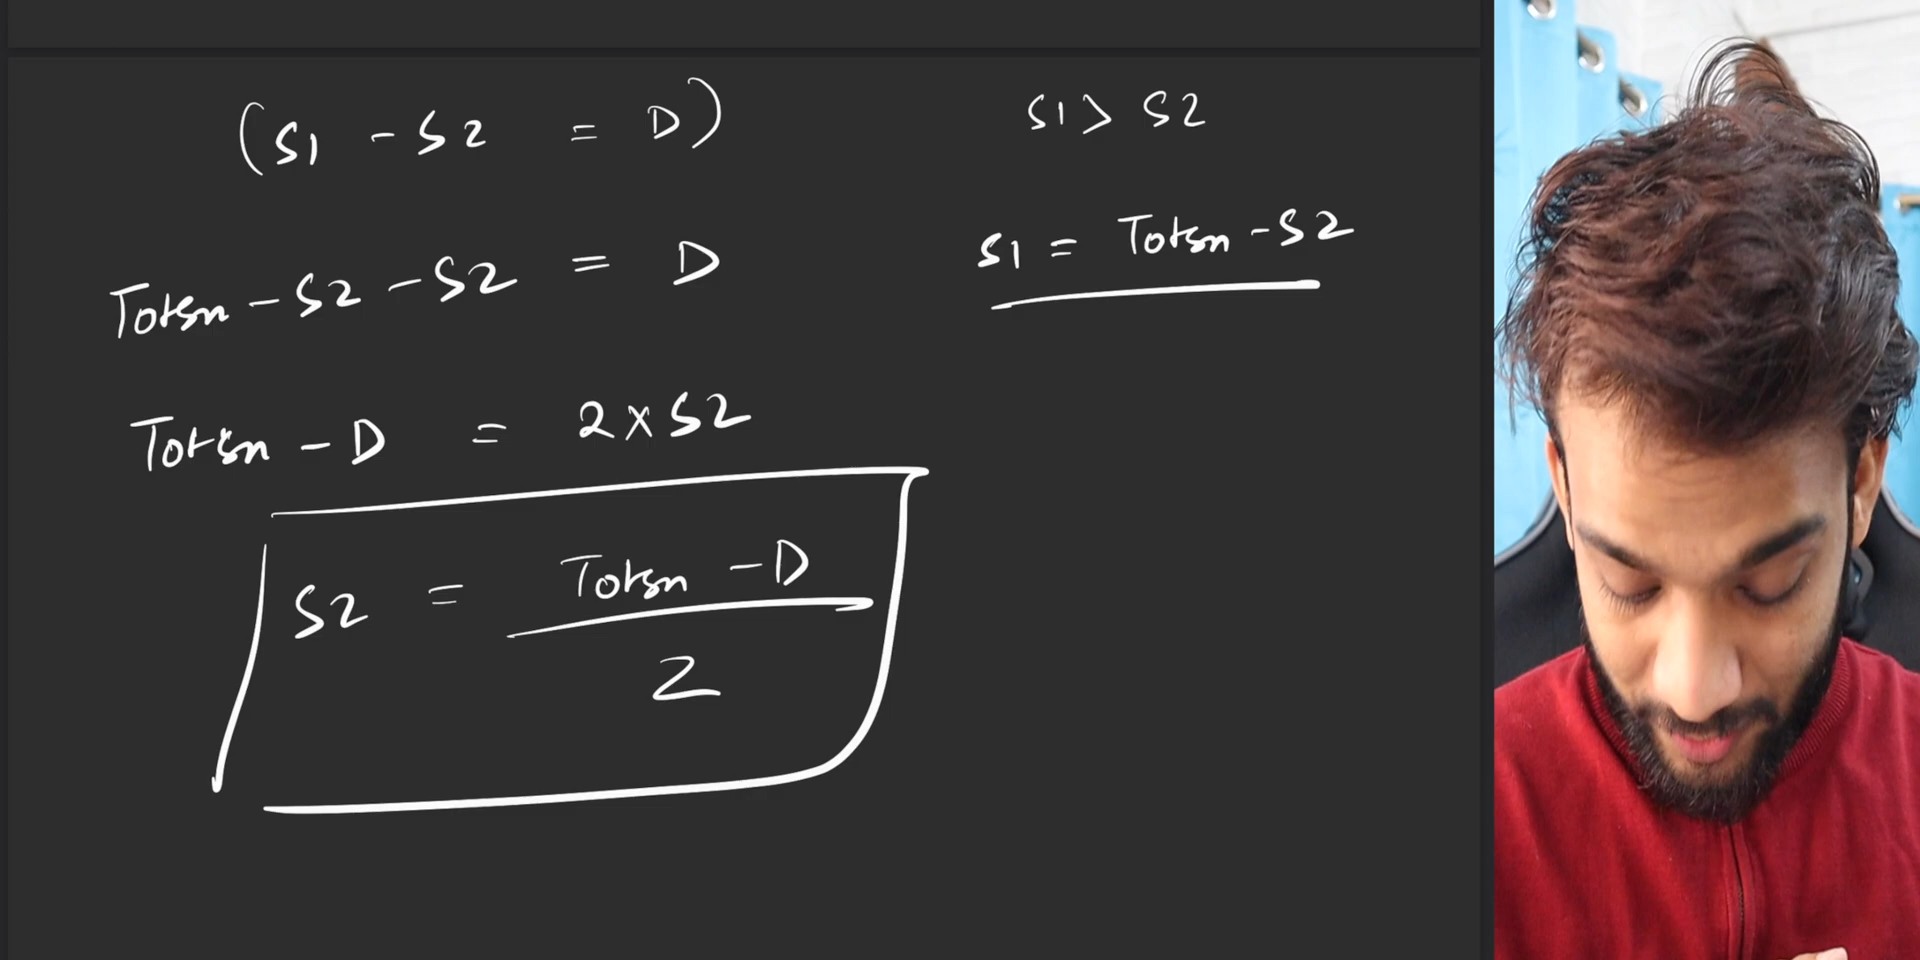 (S1 - S2 = D)
S1 > S2
S1 = Totsm - S2
Totsm - S2 - S2 = D
Totsm - D = 2 x S2
S2 = Totsm - D
2